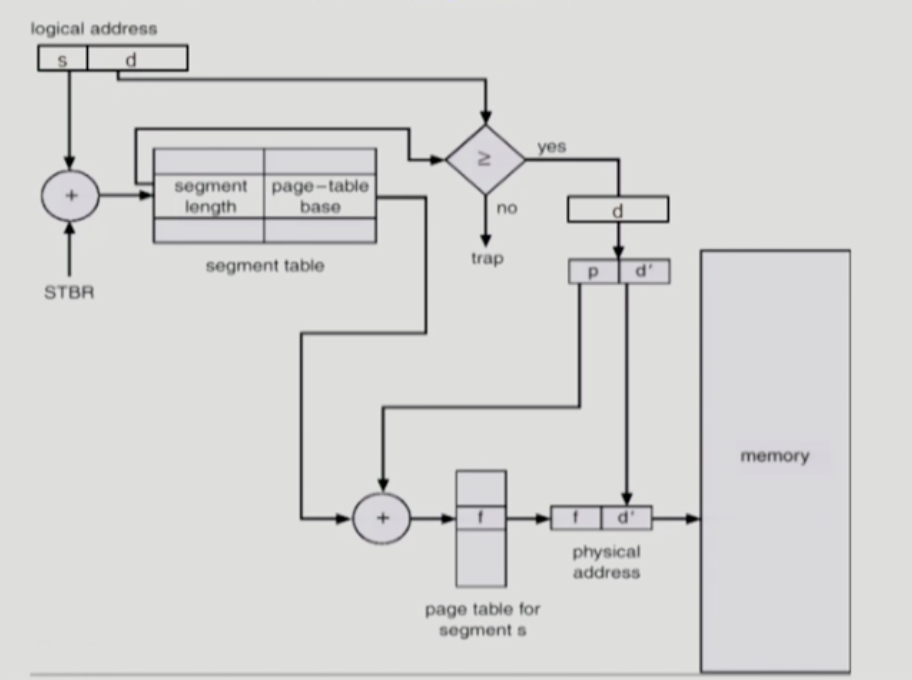 logical address
s d
≥
yes
+
segment length
page-table base
no
d
segment table
trap
p d'
STBR
memory
+
f
f d'
physical address
page table for segment s